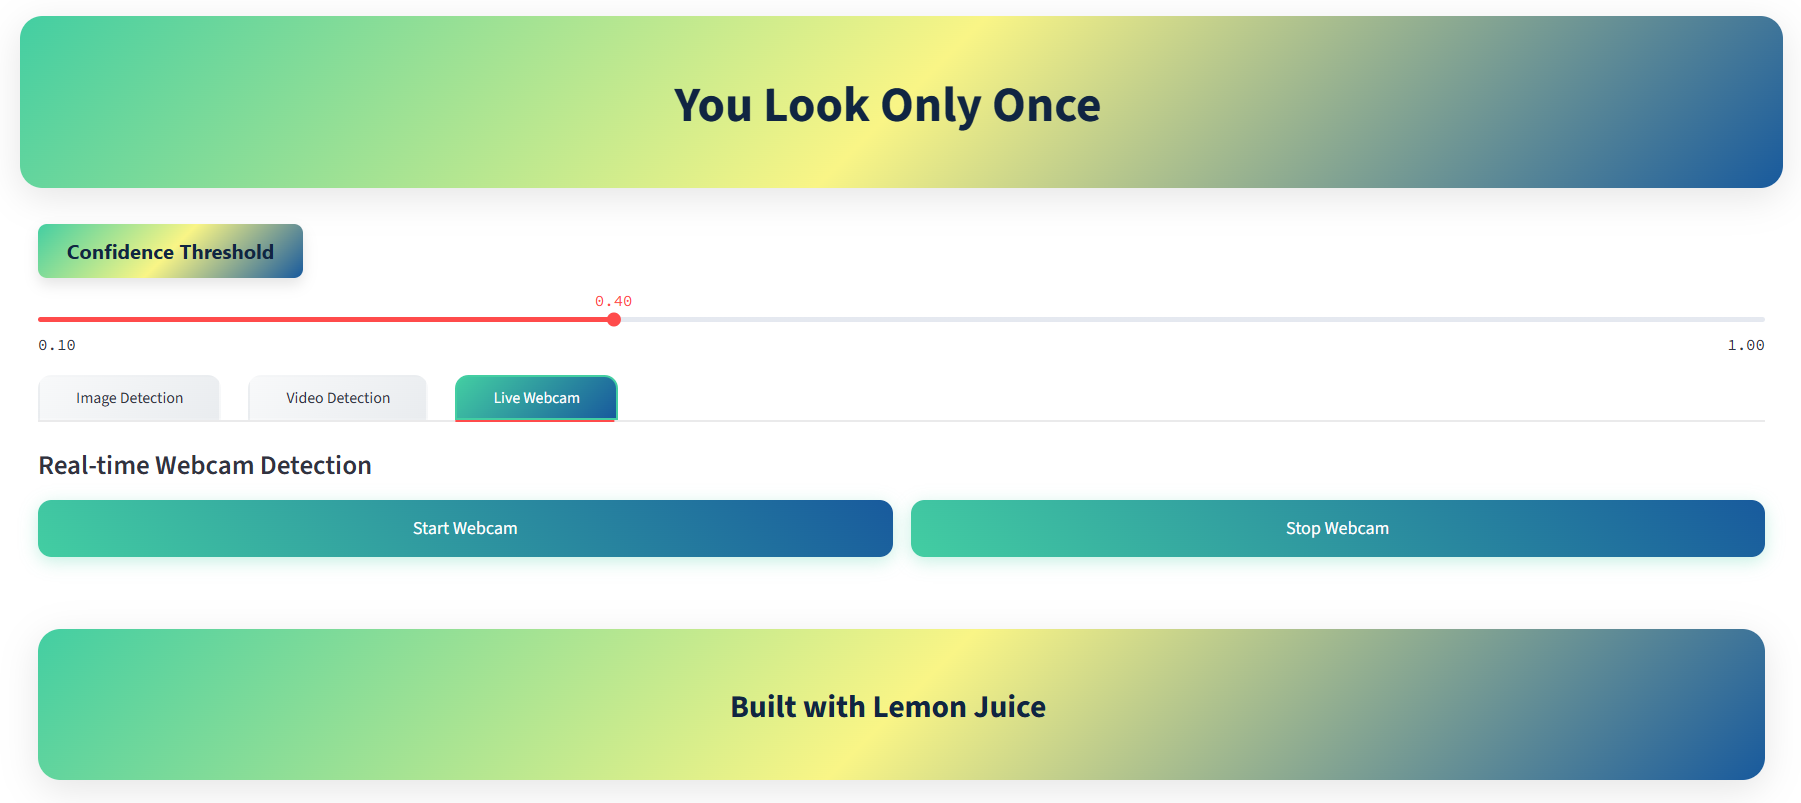 You Look Only Once
Confidence Threshold
0.40
0.10 1.00
Image Detection Video Detection Live Webcam
Real-time Webcam Detection
Start Webcam Stop Webcam
Built with Lemon Juice